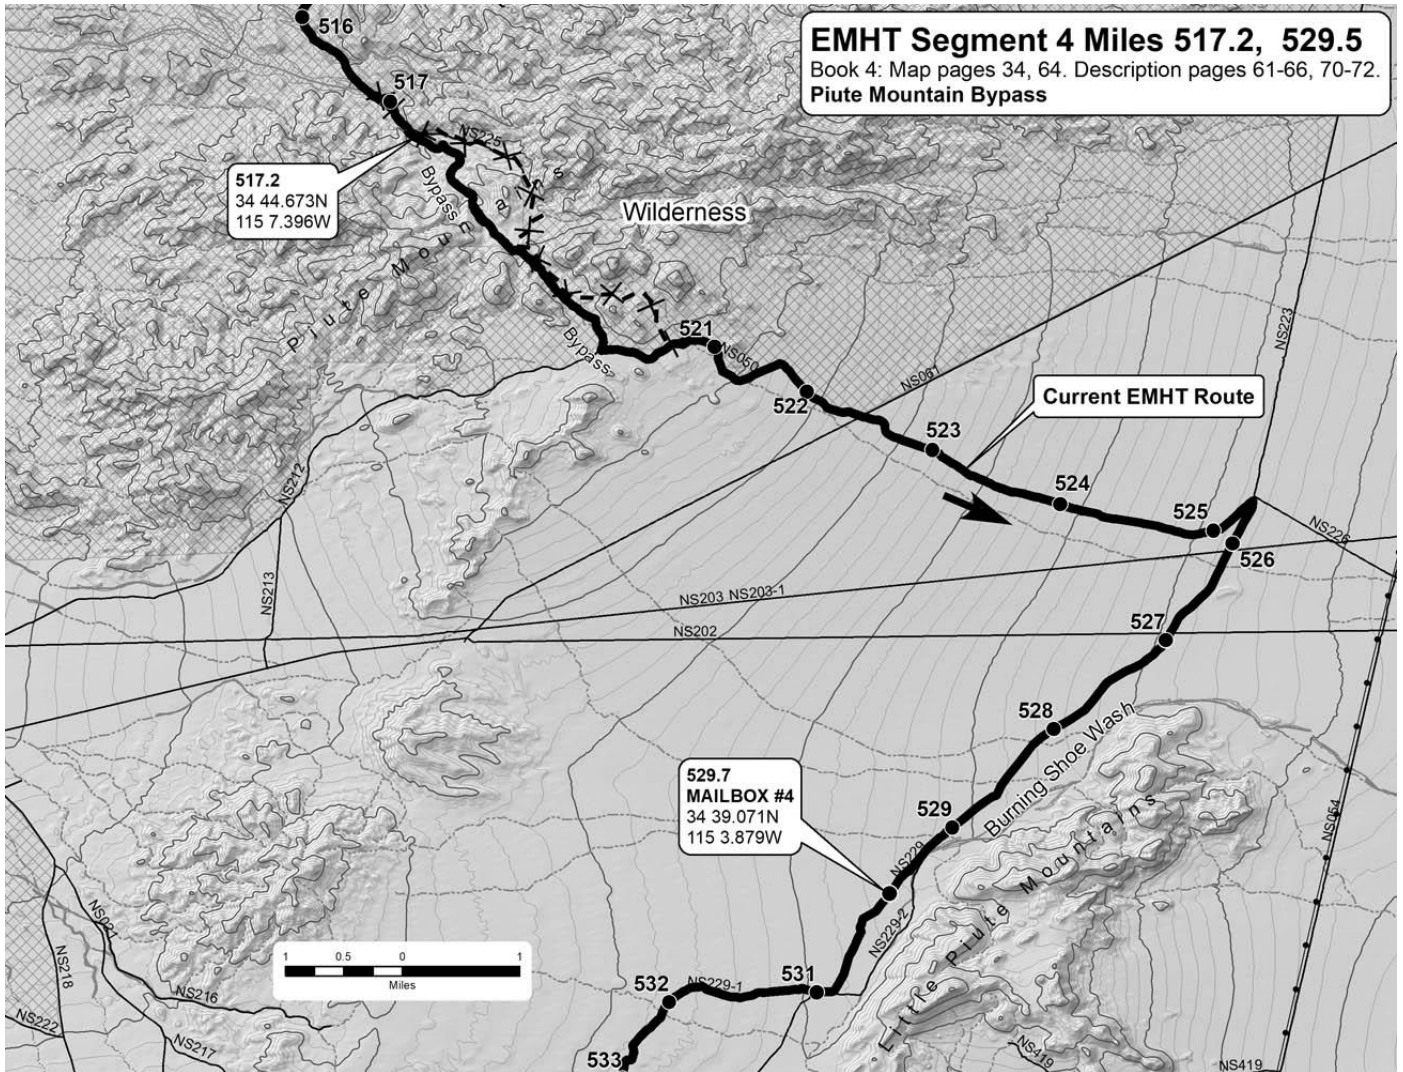 EMHT Segment 4 Miles 517.2, 529.5
Book 4: Map pages 34, 64. Description pages 61-66, 70-72.
Piute Mountain Bypass
516
517
NS225
517.2
34 44.673N
115 7.396W
Bypass
Wilderness
Piute Mountains
NS223
521
NS050
Bypass
522
NS061
Current EMHT Route
523
524
525
NS226
526
NS212
NS213
NS203 NS203-1
NS202
527
528
Burning Shoe Wash
529.7
MAILBOX #4
34 39.071N
115 3.879W
529
NS229
NS054
Little Piute Mountains
NS229-2
NS021
NS218
1 0.5 0 1
Miles
NS216
532
NS229-1
531
NS222
NS217
533
NS419
NS419